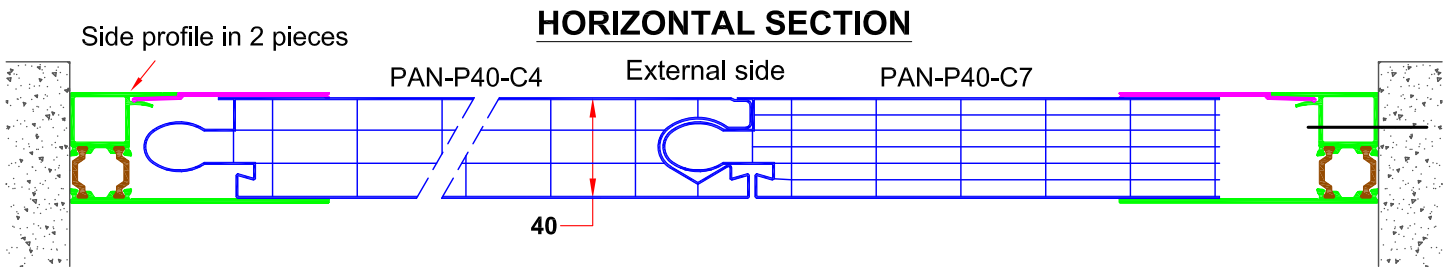 HORIZONTAL SECTION
Side profile in 2 pieces
PAN-P40-C4
External side
PAN-P40-C7
40